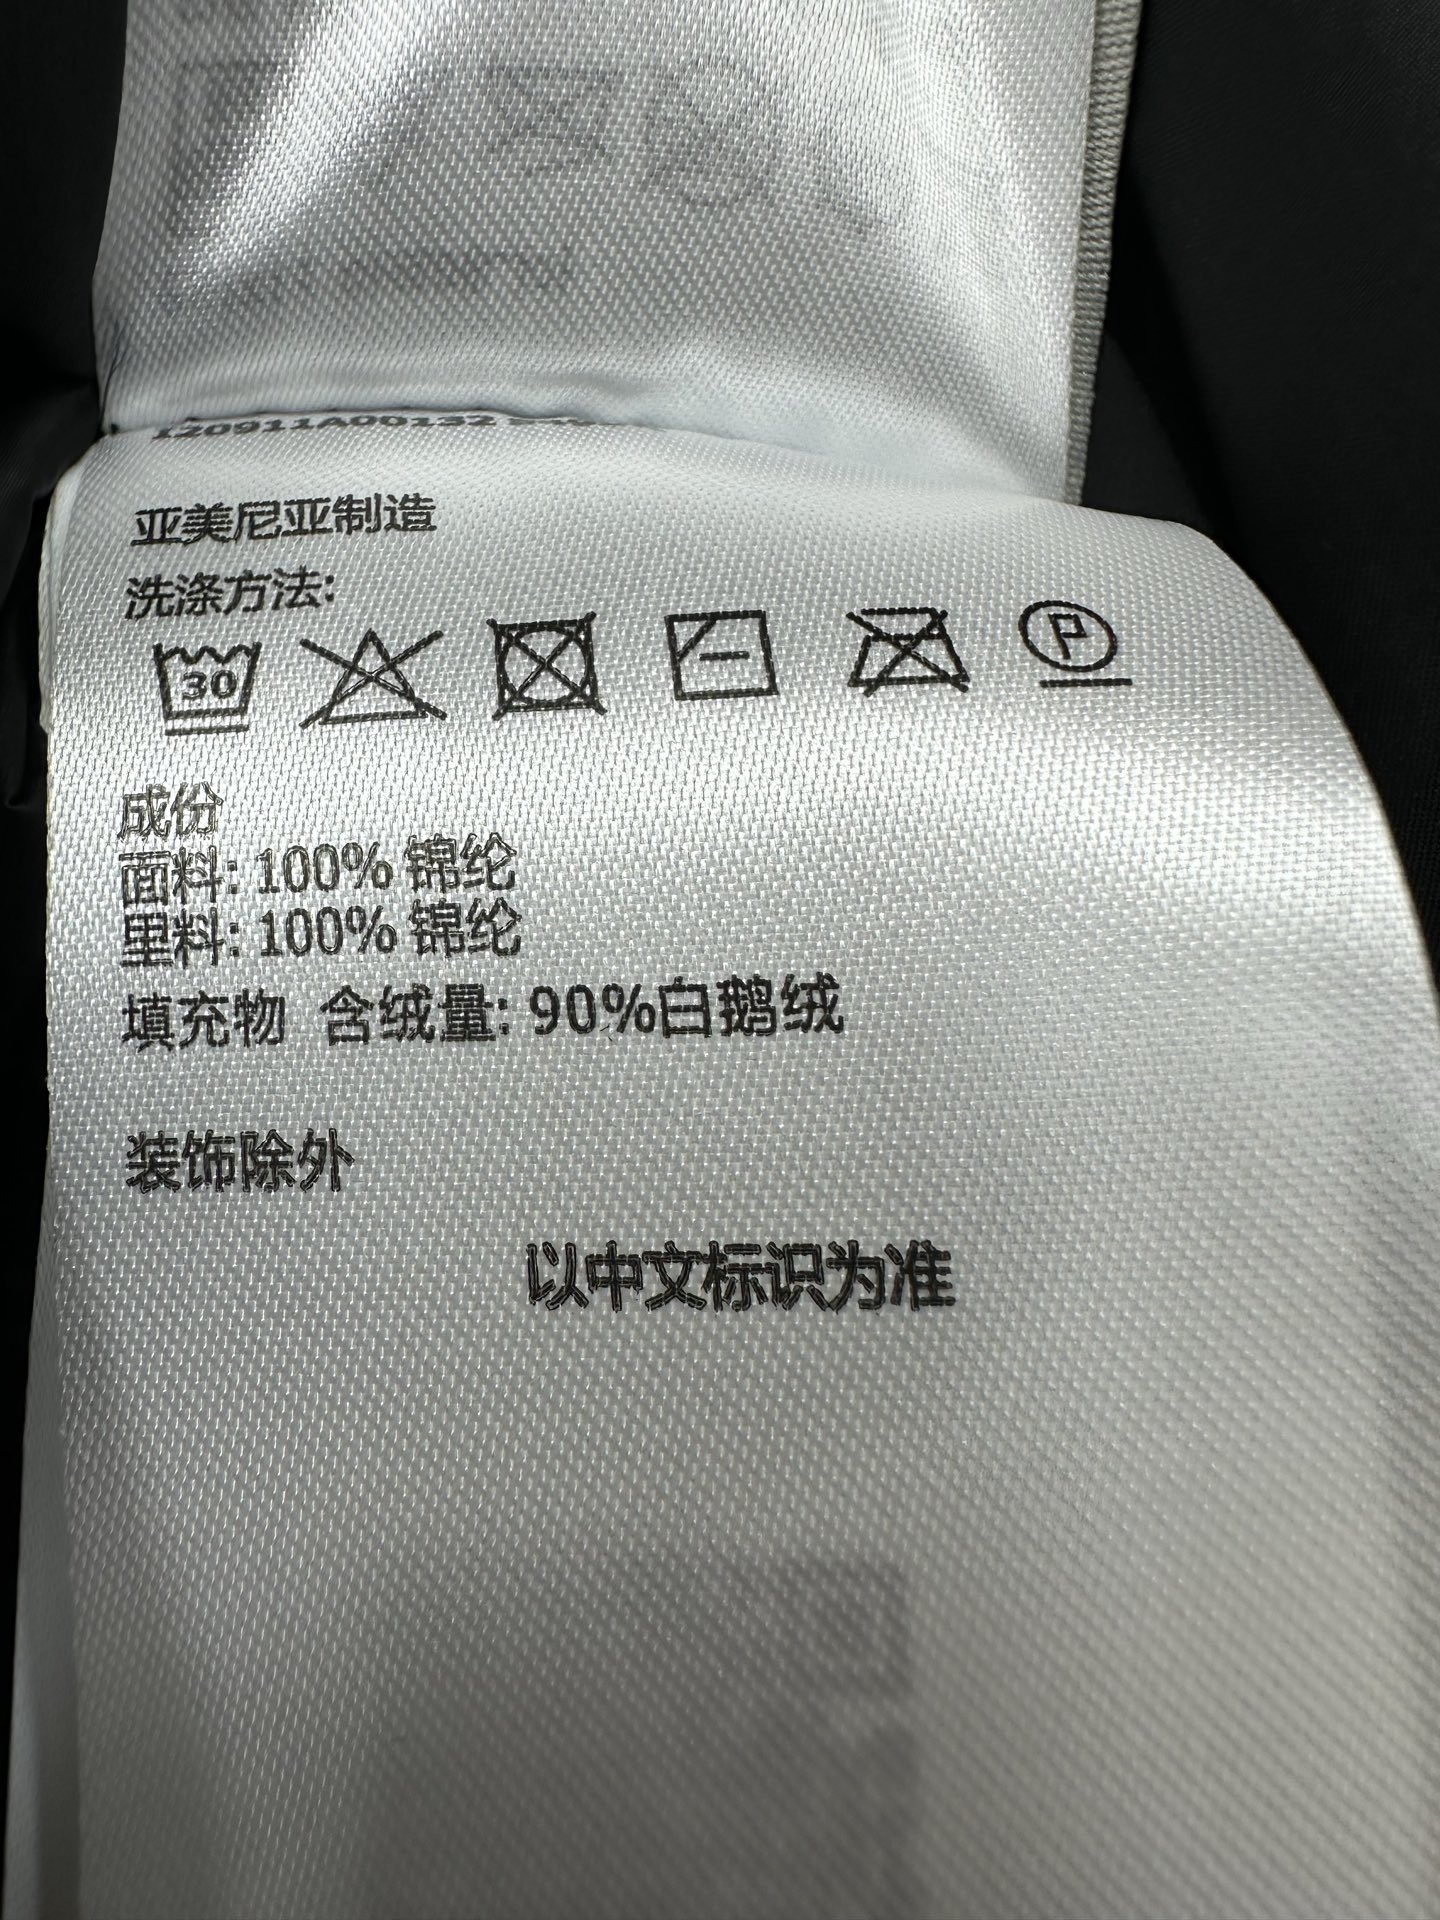 120911A00132
亚美尼亚制造
洗涤方法:
30 P
成份
面料: 100% 锦纶
里料: 100% 锦纶
填充物 含绒量: 90%白鹅绒
装饰除外
以中文标识为准